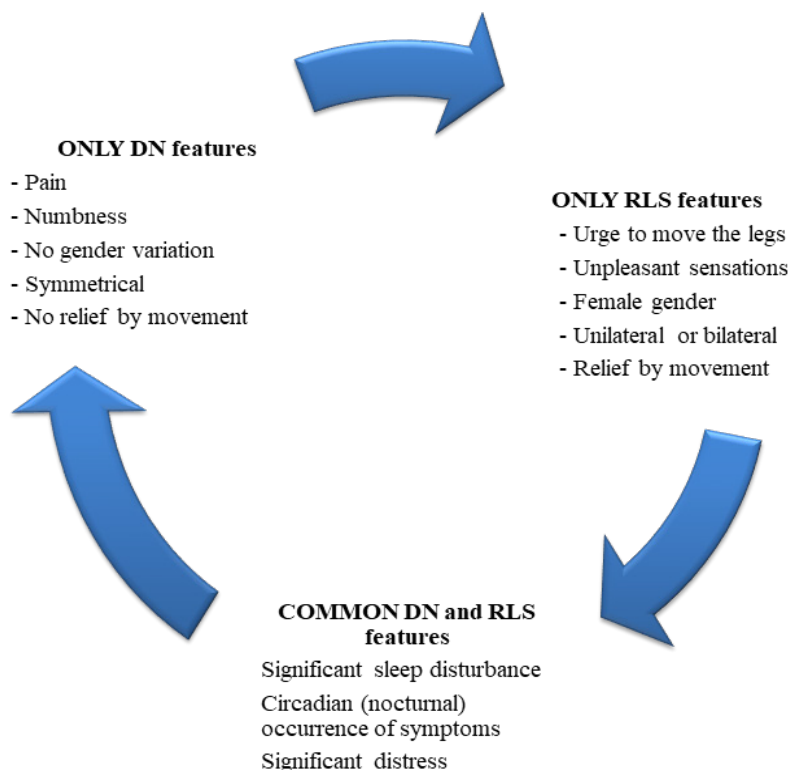 ONLY DN features
- Pain
- Numbness
- No gender variation
- Symmetrical
- No relief by movement
ONLY RLS features
- Urge to move the legs
- Unpleasant sensations
- Female gender
- Unilateral or bilateral
- Relief by movement
COMMON DN and RLS
features
Significant sleep disturbance
Circadian (nocturnal)
occurrence of symptoms
Significant distress